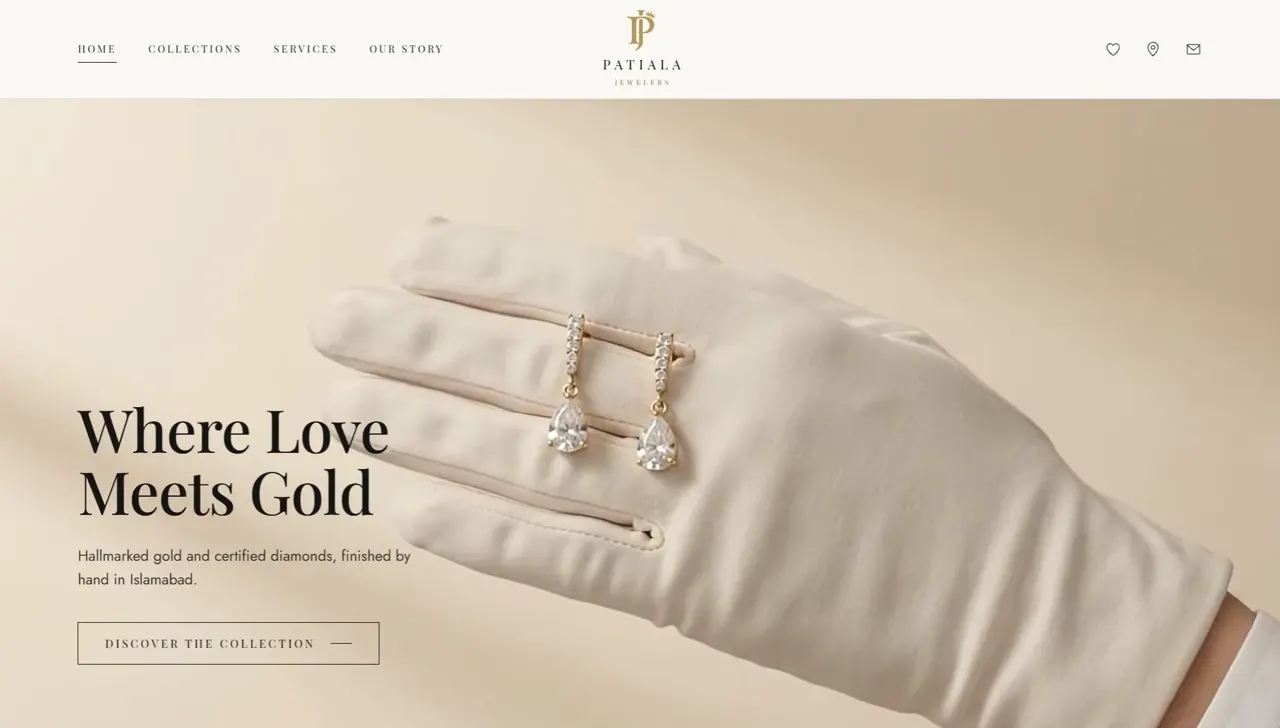 HOME COLLECTIONS SERVICES OUR STORY
JP
PATIALA
JEWELERS
Where Love
Meets Gold
Hallmarked gold and certified diamonds, finished by
hand in Islamabad.
DISCOVER THE COLLECTION